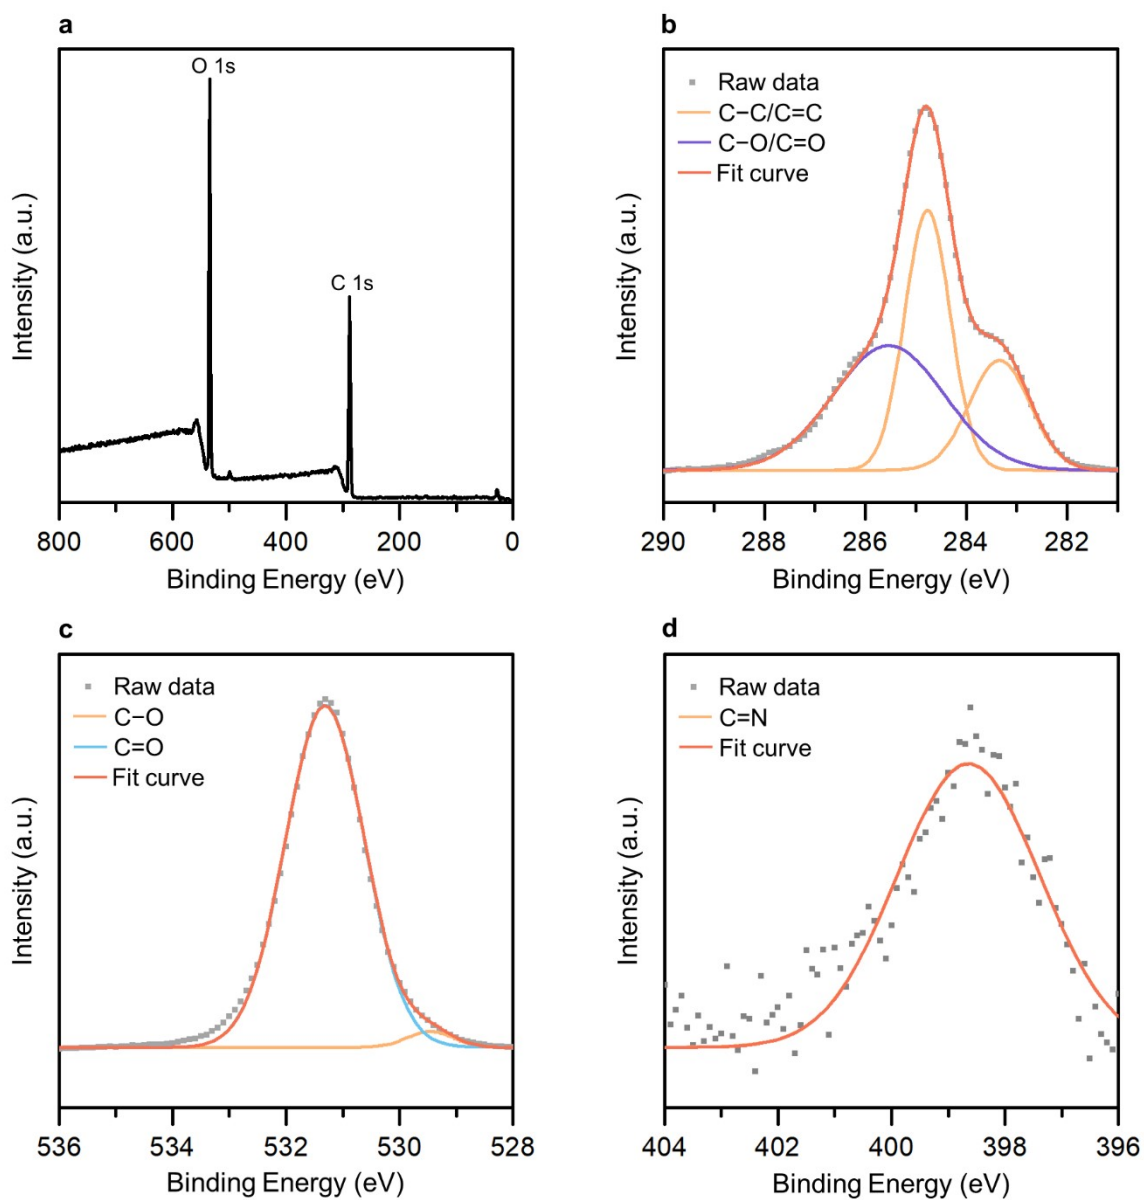 a
O 1s
C 1s
Intensity (a.u.)
800 600 400 200 0
Binding Energy (eV)
b
Raw data
C−C/C=C
C−O/C=O
Fit curve
Intensity (a.u.)
290 288 286 284 282
Binding Energy (eV)
c
Raw data
C−O
C=O
Fit curve
Intensity (a.u.)
536 534 532 530 528
Binding Energy (eV)
d
Raw data
C=N
Fit curve
Intensity (a.u.)
404 402 400 398 396
Binding Energy (eV)